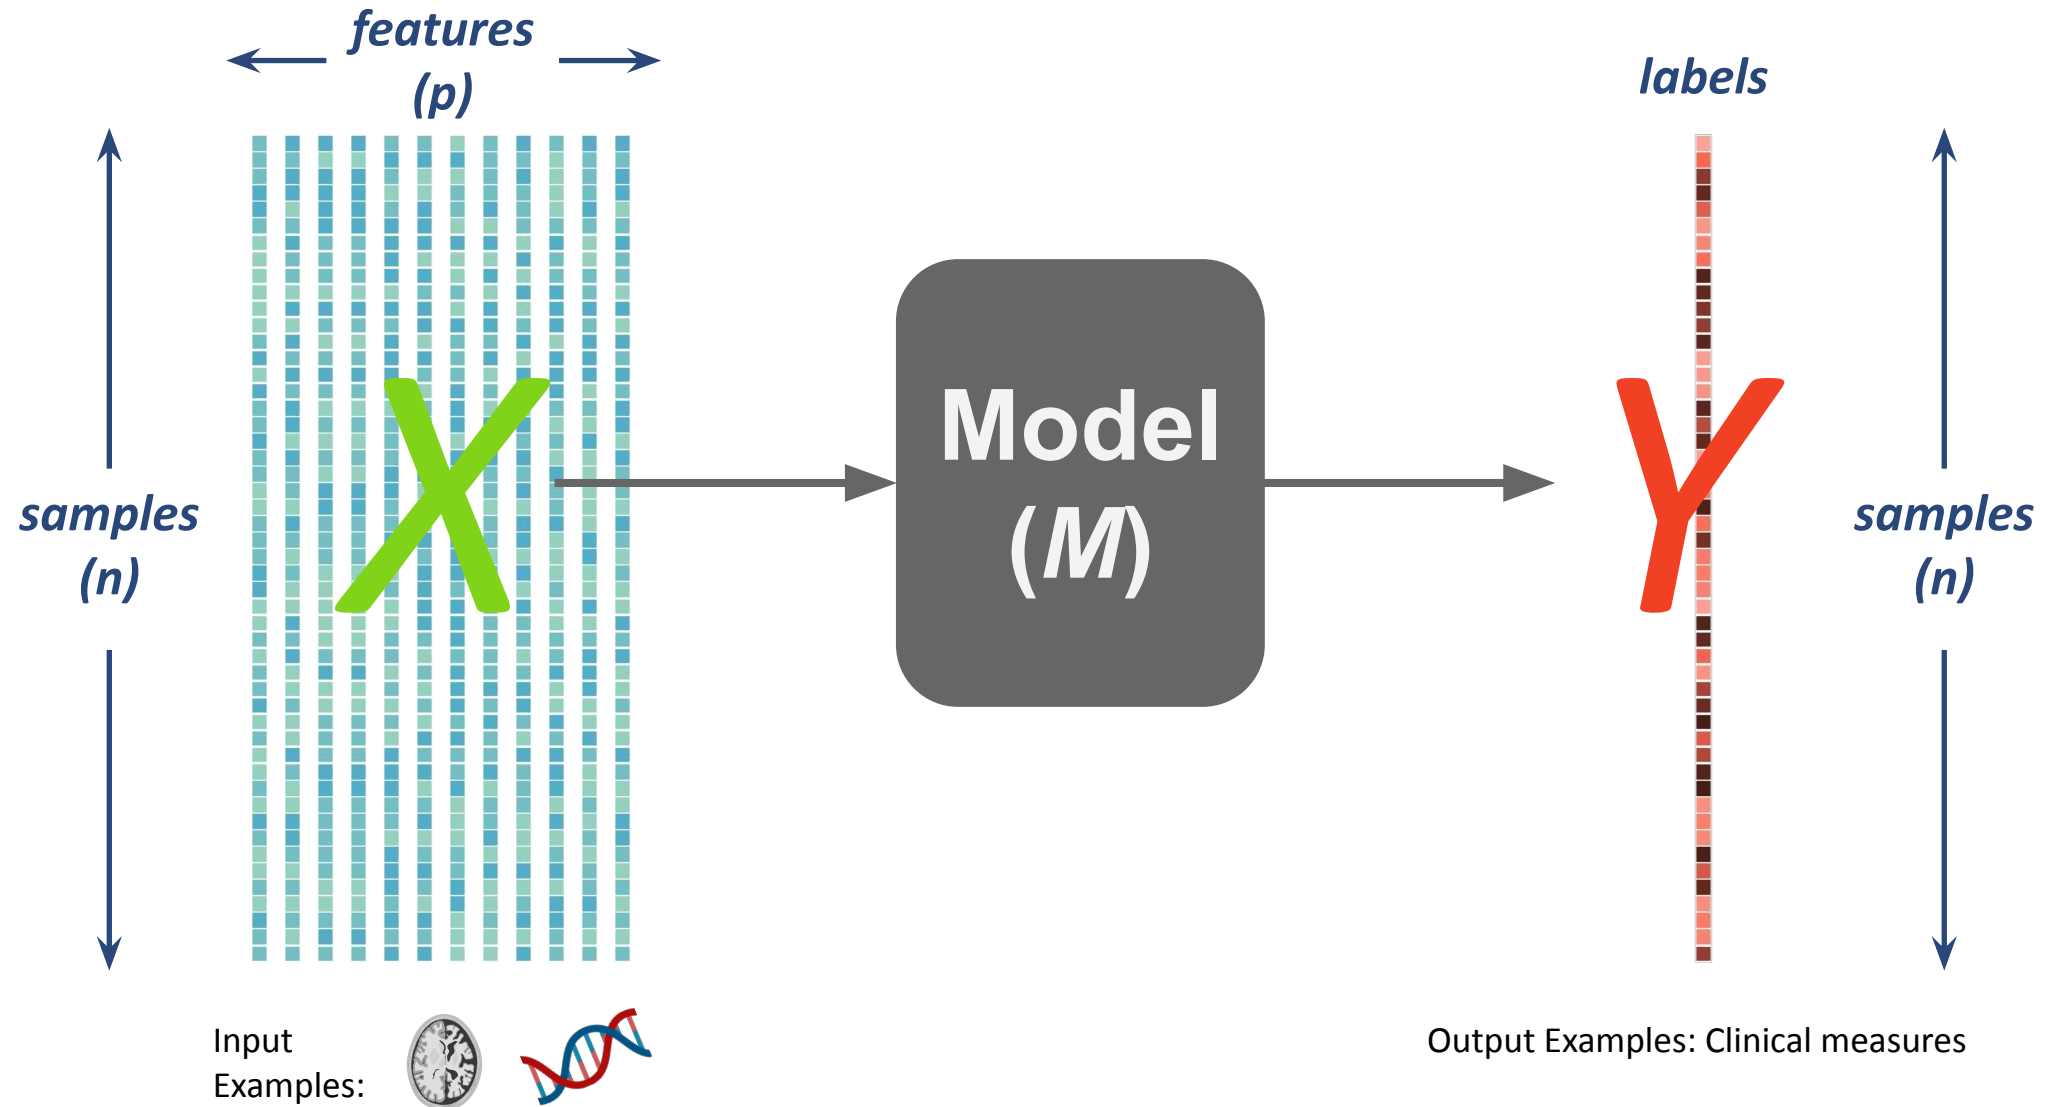 features
(p)
labels
samples
(n)
X
Model
(M)
Y
samples
(n)
Input
Examples:
Output Examples: Clinical measures